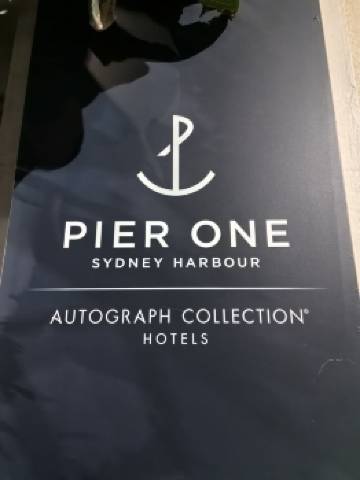 PIER ONE
SYDNEY HARBOUR
AUTOGRAPH COLLECTION®
HOTELS